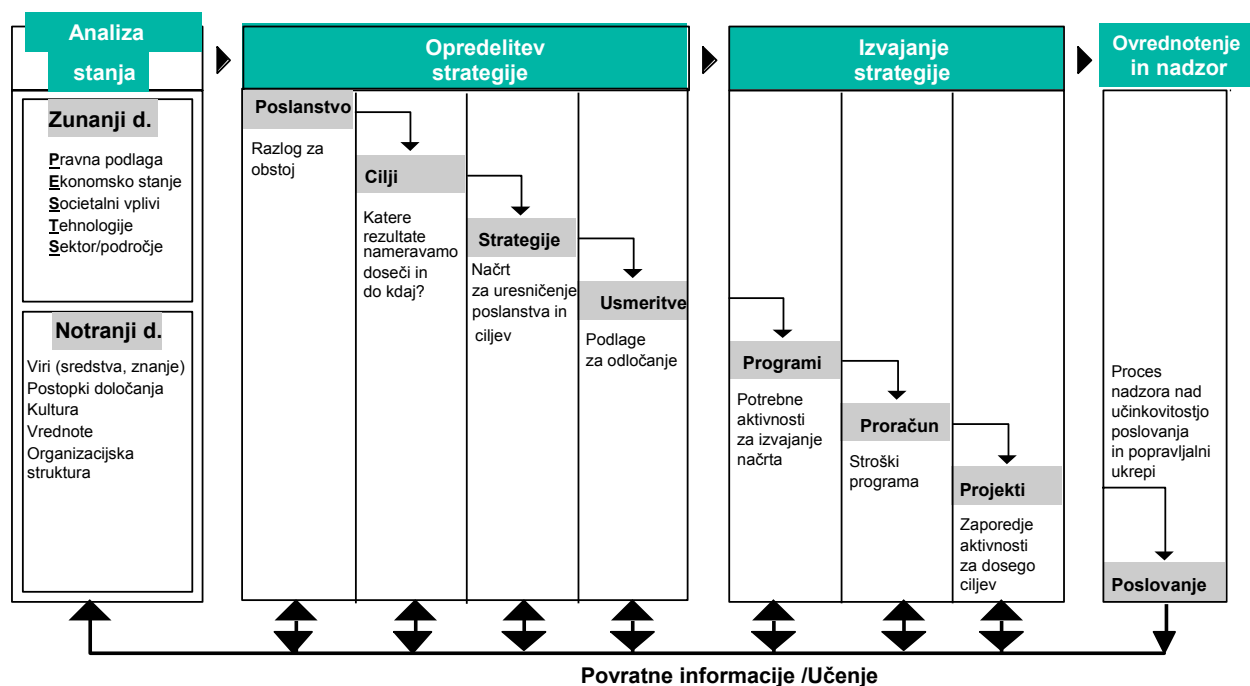 Analiza
stanja
Zunanji d.
Pravna podlaga
Ekonomsko stanje
Societalni vplivi
Tehnologije
Sektor/področje
Notranji d.
Viri (sredstva, znanje)
Postopki določanja
Kultura
Vrednote
Organizacijska
struktura
Opredelitev
strategije
Poslanstvo
Razlog za
obstoj
Cilji
Katere
rezultate
nameravamo
doseči in
do kdaj?
Strategije
Načrt
za uresničenje
poslanstva in
ciljev
Usmeritve
Podlage
za odločanje
Izvajanje
strategije
Programi
Potrebne
aktivnosti
za izvajanje
načrta
Proračun
Stroški
programa
Projekti
Zaporedje
aktivnosti
za dosego
ciljev
Ovrednotenje
in nadzor
Proces
nadzora nad
učinkovitostjo
poslovanja
in popravljalni
ukrepi
Poslovanje
Povratne informacije /Učenje